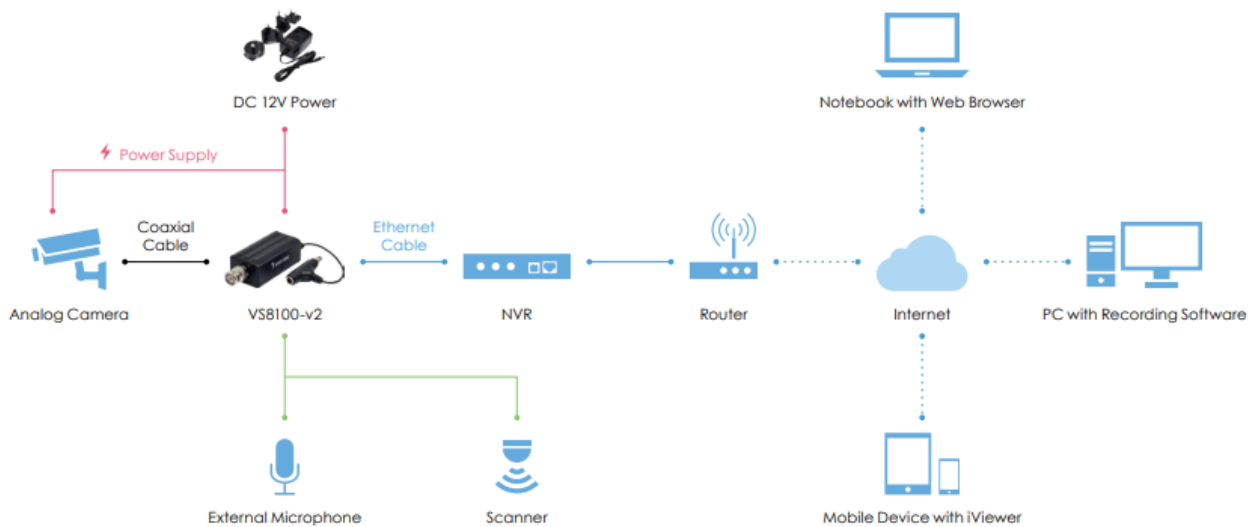 DC 12V Power
Notebook with Web Browser
Power Supply
Coaxial
Cable
Ethernet
Cable
Analog Camera
VS8100-v2
NVR
Router
Internet
PC with Recording Software
External Microphone
Scanner
Mobile Device with iViewer